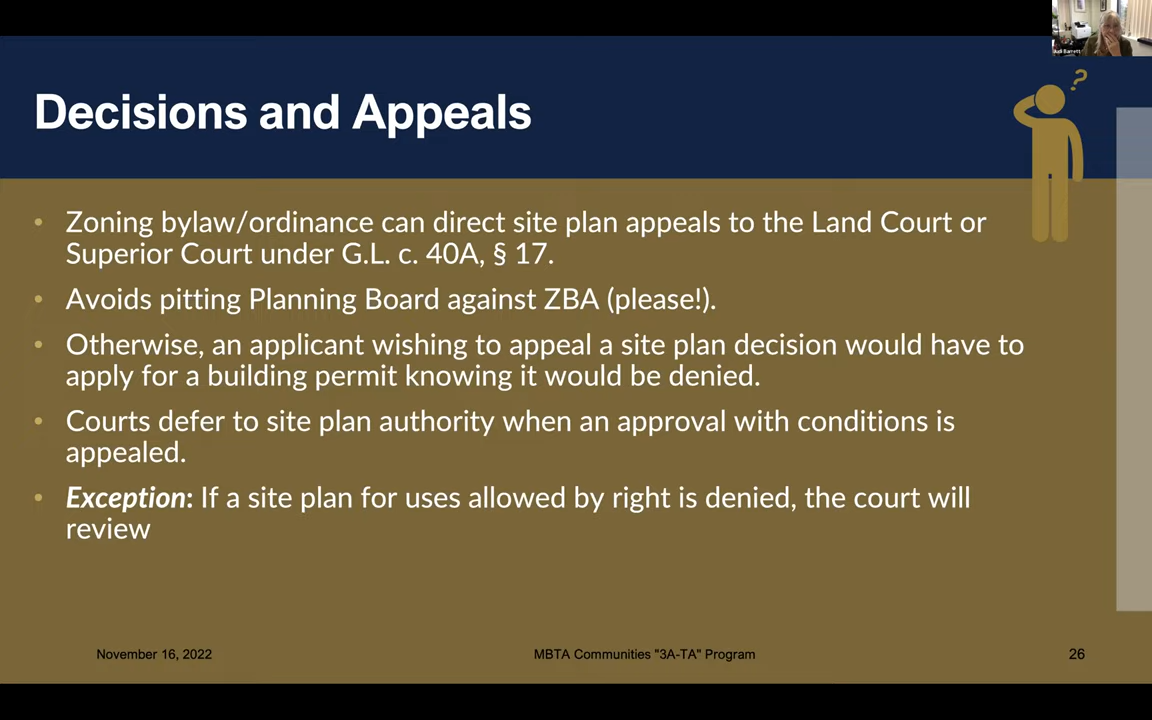 Judi Barrett
Decisions and Appeals
?
• Zoning bylaw/ordinance can direct site plan appeals to the Land Court or
Superior Court under G.L. c. 40A, § 17.
• Avoids pitting Planning Board against ZBA (please!).
• Otherwise, an applicant wishing to appeal a site plan decision would have to
apply for a building permit knowing it would be denied.
• Courts defer to site plan authority when an approval with conditions is
appealed.
• Exception: If a site plan for uses allowed by right is denied, the court will
review
November 16, 2022
MBTA Communities "3A-TA" Program
26